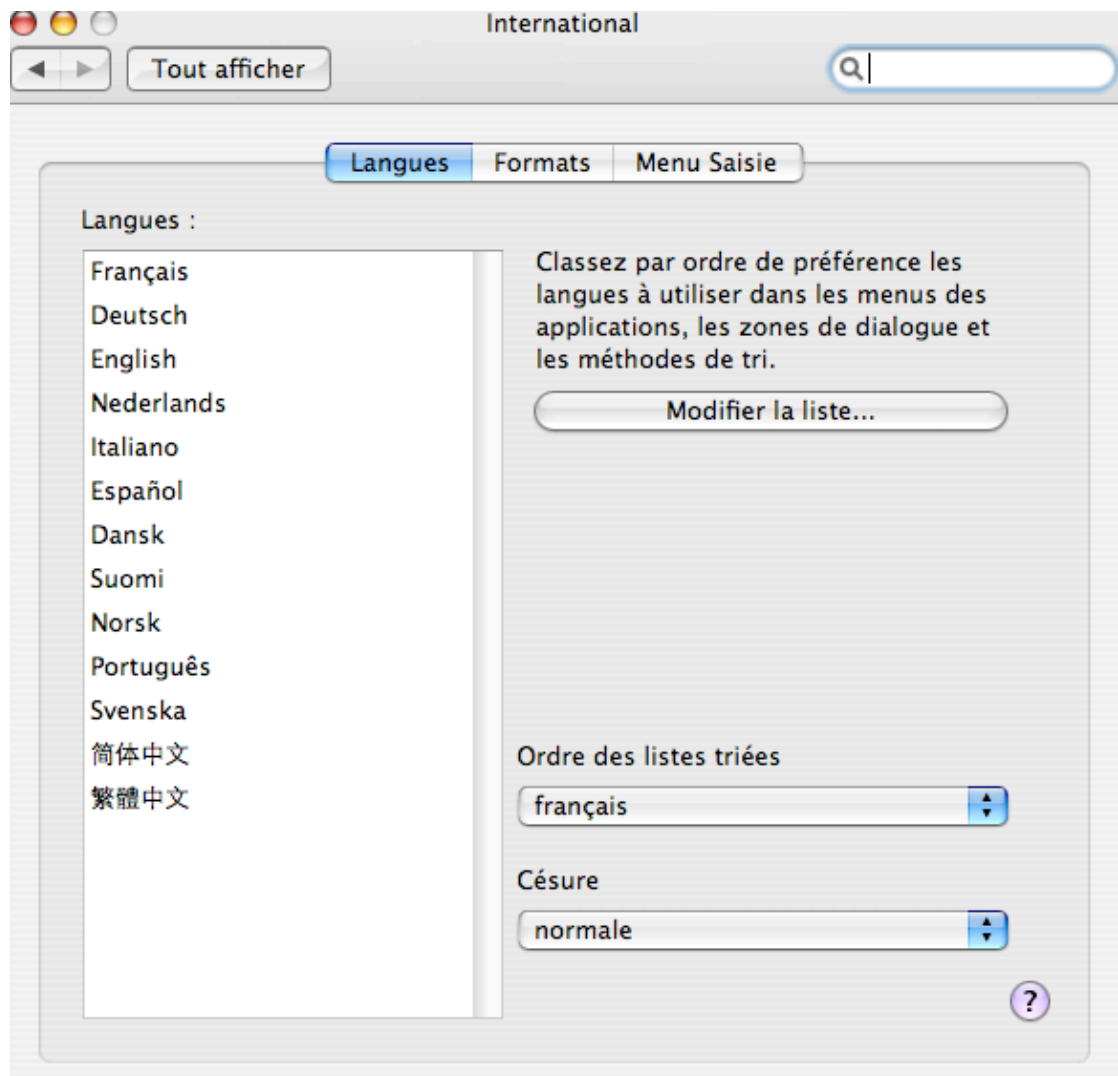 International
Tout afficher
Langues
Formats
Menu Saisie
Langues :
Français
Deutsch
English
Nederlands
Italiano
Español
Dansk
Suomi
Norsk
Português
Svenska
简体中文
繁體中文
Classez par ordre de préférence les
langues à utiliser dans les menus des
applications, les zones de dialogue et
les méthodes de tri.
Modifier la liste...
Ordre des listes triées
français
Césure
normale
?